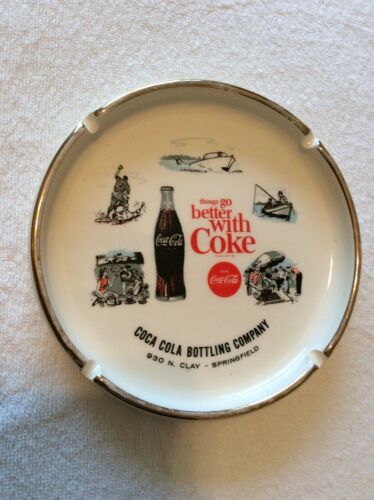 things go
better
with
Coke
Coca-Cola
Coca-Cola
COCA COLA BOTTLING COMPANY
930 N. CLAY - SPRINGFIELD